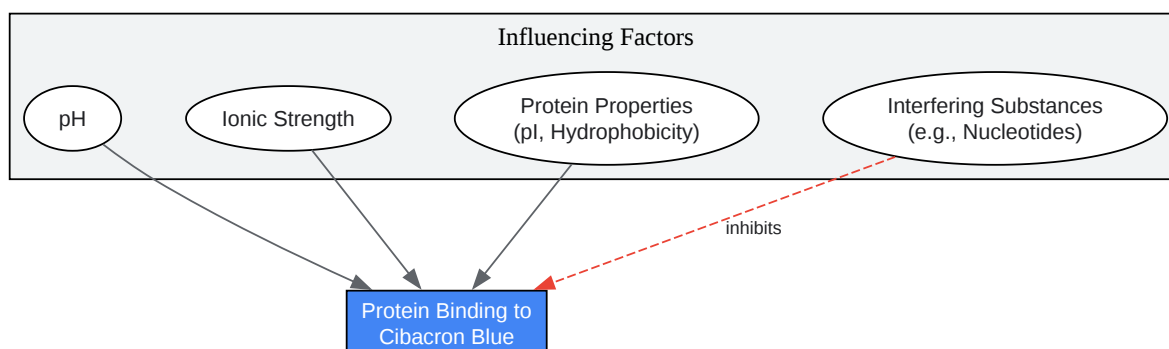 Influencing Factors
pH
Ionic Strength
Protein Properties
(pI, Hydrophobicity)
Interfering Substances
(e.g., Nucleotides)
inhibits
Protein Binding to
Cibacron Blue